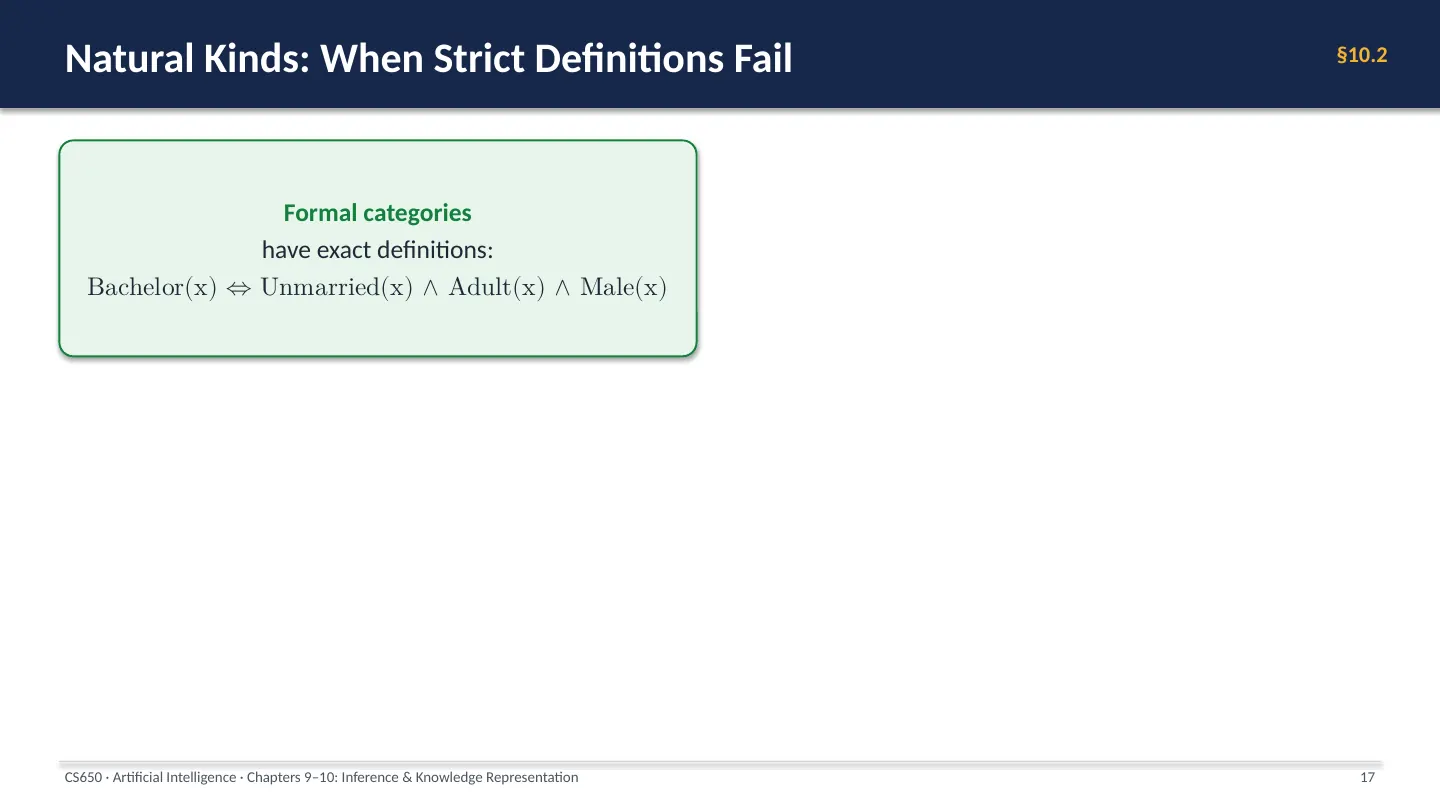 Natural Kinds: When Strict Definitions Fail
§10.2
Formal categories
have exact definitions:
Bachelor(x) ⇔ Unmarried(x) ∧ Adult(x) ∧ Male(x)
CS650 · Artificial Intelligence · Chapters 9–10: Inference & Knowledge Representation
17